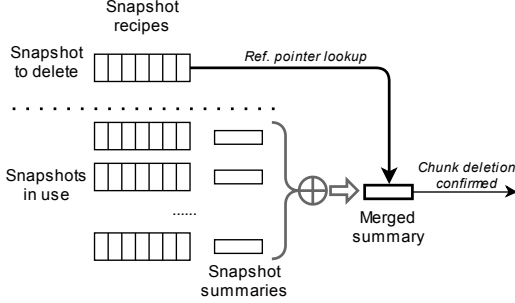 Snapshot
recipes
Snapshot
to delete
Ref. pointer lookup
Snapshots
in use
......
Chunk deletion
confirmed
Merged
summary
Snapshot
summaries